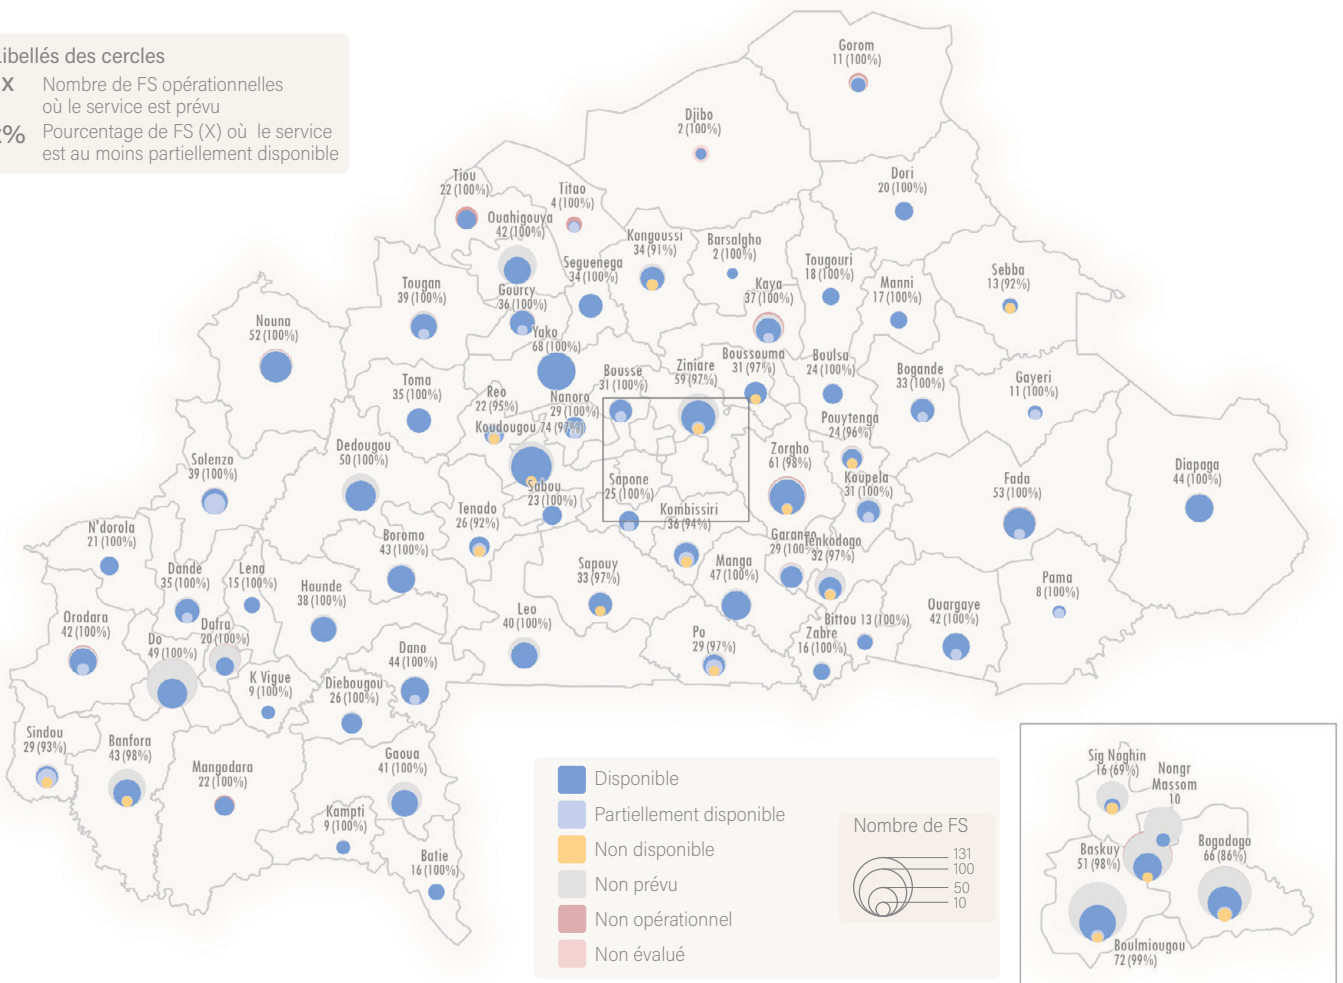 Libellés des cercles
X Nombre de FS opérationnelles
où le service est prévu
x% Pourcentage de FS (X) où le service
est au moins partiellement disponible
Gorom
11 (100%)
Djibo
2 (100%)
Dori
20 (100%)
Tiou
22 (100%)
Titao
4 (100%)
Ouahigouya
42 (100%)
Kongoussi
34 (91%)
Barsalgho
2 (100%)
Tougouri
18 (100%)
Sebba
13 (92%)
Seguenega
34 (100%)
Manni
17 (100%)
Tougan
39 (100%)
Gourcy
36 (100%)
Kaya
37 (100%)
Nouna
52 (100%)
Yako
68 (100%)
Boussouma
31 (97%)
Boulsa
24 (100%)
Ziniare
59 (97%)
Bousse
31 (100%)
Bogande
33 (100%)
Gayeri
11 (100%)
Toma
35 (100%)
Reo
22 (95%)
Nanoro
29 (100%)
Koudougou 74 (97%)
Pouytenga
24 (96%)
Dedougou
50 (100%)
Solenzo
39 (100%)
Zorgho
61 (98%)
Diapaga
44 (100%)
Sapone
25 (100%)
Sabou
23 (100%)
Koupela
31 (100%)
Fada
53 (100%)
Tenado
26 (92%)
Kombissiri
36 (94%)
N'dorola
21 (100%)
Boromo
43 (100%)
Garango
29 (100%)
Tenkodogo
32 (97%)
Dande
35 (100%)
Lena
15 (100%)
Hounde
38 (100%)
Sapouy
33 (97%)
Manga
47 (100%)
Pama
8 (100%)
Orodara
42 (100%)
Do
49 (100%)
Dafra
20 (100%)
Leo
40 (100%)
Bittou 13 (100%)
Ouargaye
42 (100%)
Po
29 (97%)
Zabre
16 (100%)
Dano
44 (100%)
K Vigue
9 (100%)
Diebougou
26 (100%)
Sindou
29 (93%)
Banfora
43 (98%)
Mangodara
22 (100%)
Gaoua
41 (100%)
Kampti
9 (100%)
Batie
16 (100%)
Disponible
Partiellement disponible
Non disponible
Non prévu
Non opérationnel
Non évalué
Nombre de FS
131
100
50
10
Sig Noghin
16 (69%)
Nongr
Massom
10
Baskuy
51 (98%)
Bogodogo
66 (86%)
Boulmiougou
72 (99%)